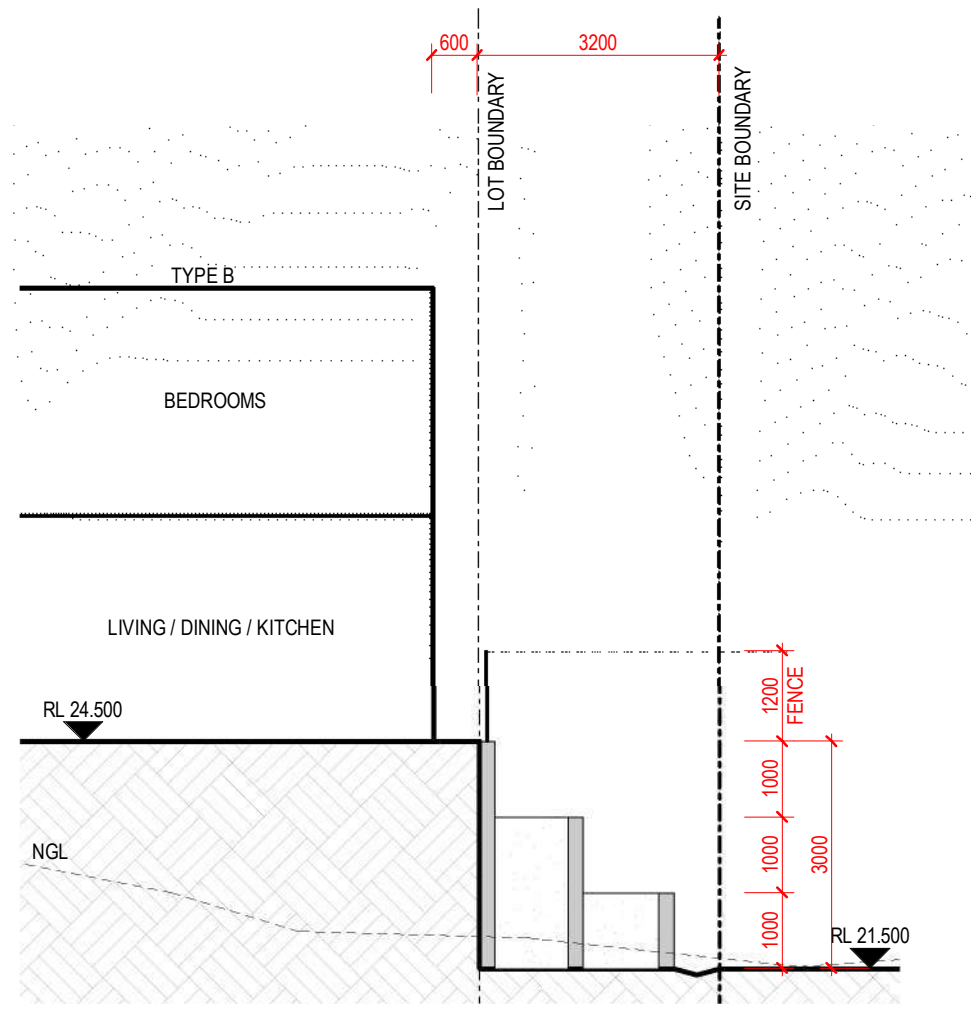 600
3200
LOT BOUNDARY
SITE BOUNDARY
TYPE B
BEDROOMS
LIVING / DINING / KITCHEN
RL 24.500
1200
FENCE
1000
1000
3000
1000
NGL
RL 21.500